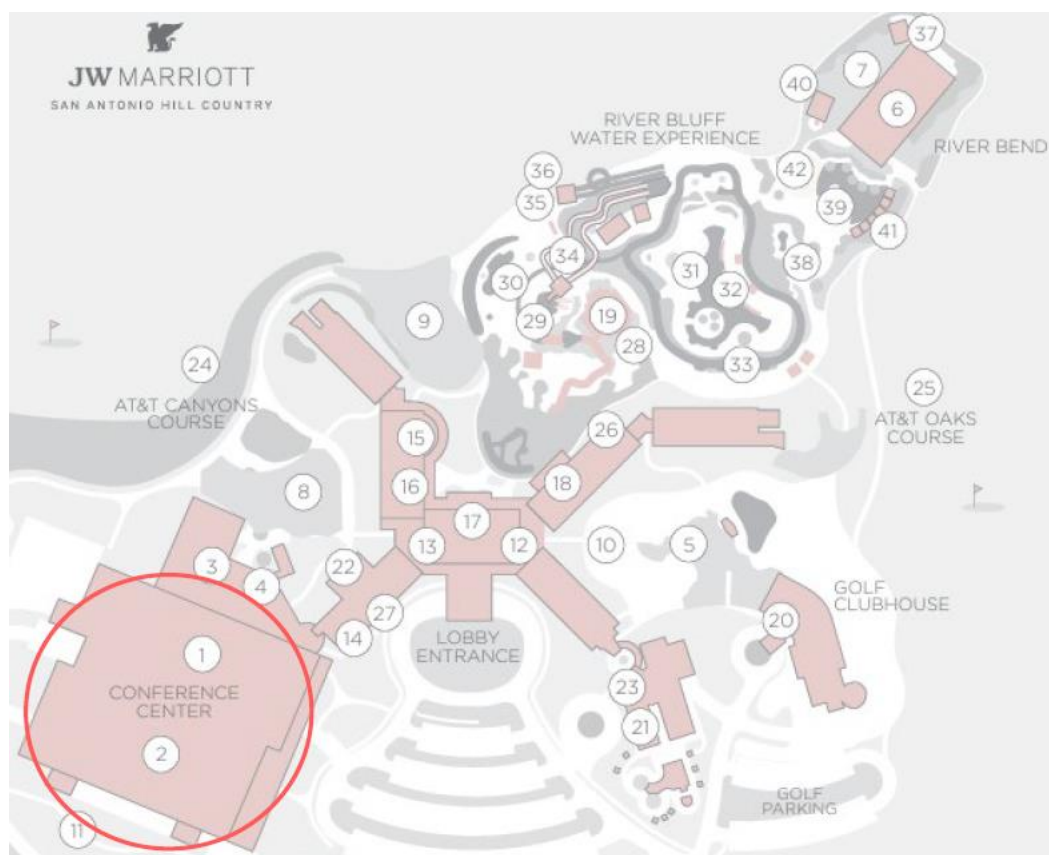 JW MARRIOTT
SAN ANTONIO HILL COUNTRY
37
7
40
6
RIVER BLUFF
WATER EXPERIENCE
RIVER BEND
36
42
35
39
41
34
38
31
30
32
19
29
9
28
33
24
25
AT&T CANYONS
COURSE
AT&T OAKS
COURSE
26
15
18
16
8
17
13
12
10
5
3
22
4
GOLF
CLUBHOUSE
27
20
14
LOBBY
ENTRANCE
1
CONFERENCE
CENTER
23
21
2
GOLF
PARKING
11